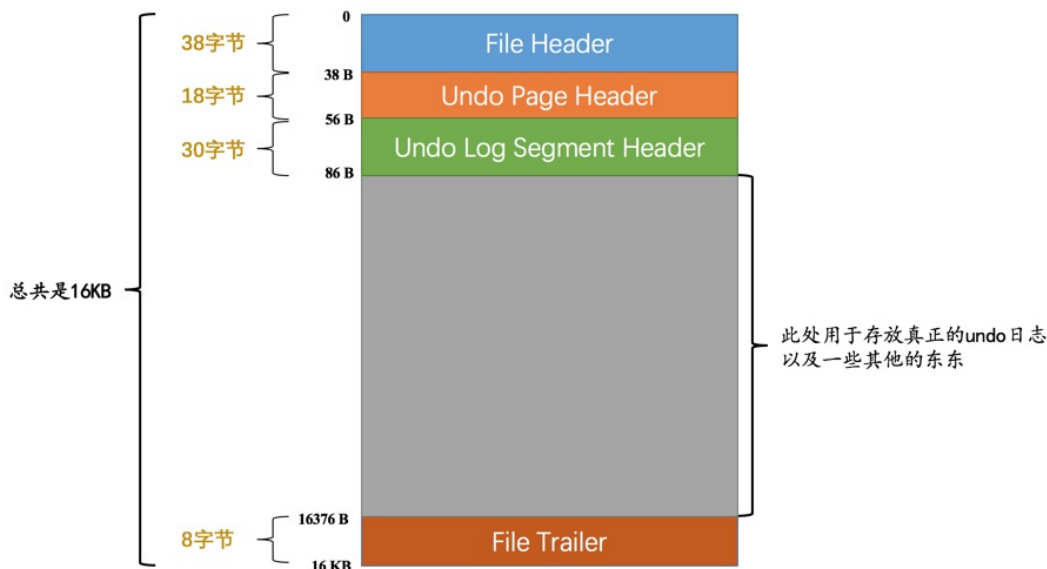 0
38字节
File Header
38 B
18字节
Undo Page Header
56 B
30字节
Undo Log Segment Header
86 B
总共是16KB
此处用于存放真正的undo日志
以及一些其他的东东
16376 B
8字节
File Trailer
16 KB